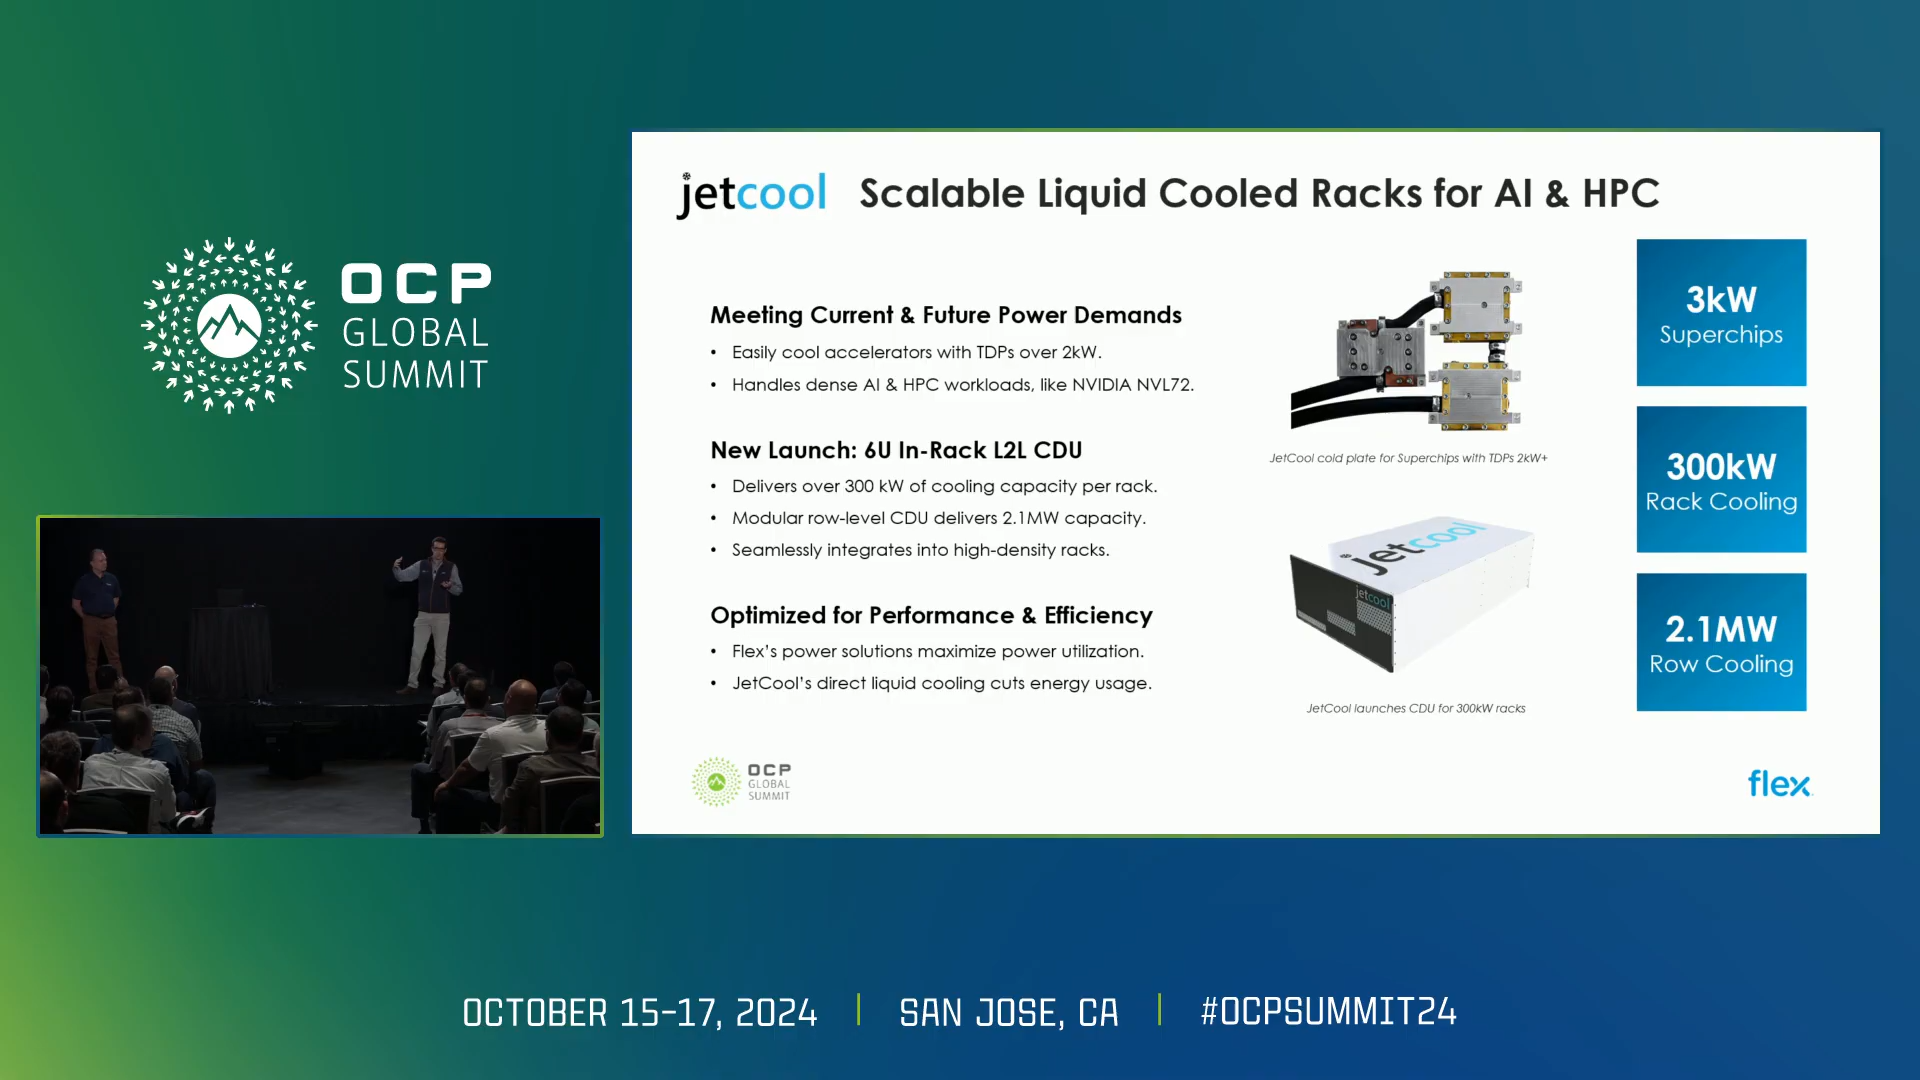 OCP
GLOBAL
SUMMIT
jetcool
Scalable Liquid Cooled Racks for AI & HPC
Meeting Current & Future Power Demands
• Easily cool accelerators with TDPs over 2kW.
• Handles dense AI & HPC workloads, like NVIDIA NVL72.
New Launch: 6U In-Rack L2L CDU
• Delivers over 300 kW of cooling capacity per rack.
• Modular row-level CDU delivers 2.1MW capacity.
• Seamlessly integrates into high-density racks.
Optimized for Performance & Efficiency
• Flex's power solutions maximize power utilization.
• JetCool's direct liquid cooling cuts energy usage.
JetCool cold plate for Superchips with TDPs 2kW+
jetcool
jetcool
JetCool launches CDU for 300kW racks
3kW
Superchips
300kW
Rack Cooling
2.1MW
Row Cooling
OCP
GLOBAL
SUMMIT
flex
OCTOBER 15-17, 2024 | SAN JOSE, CA | #OCPSUMMIT24